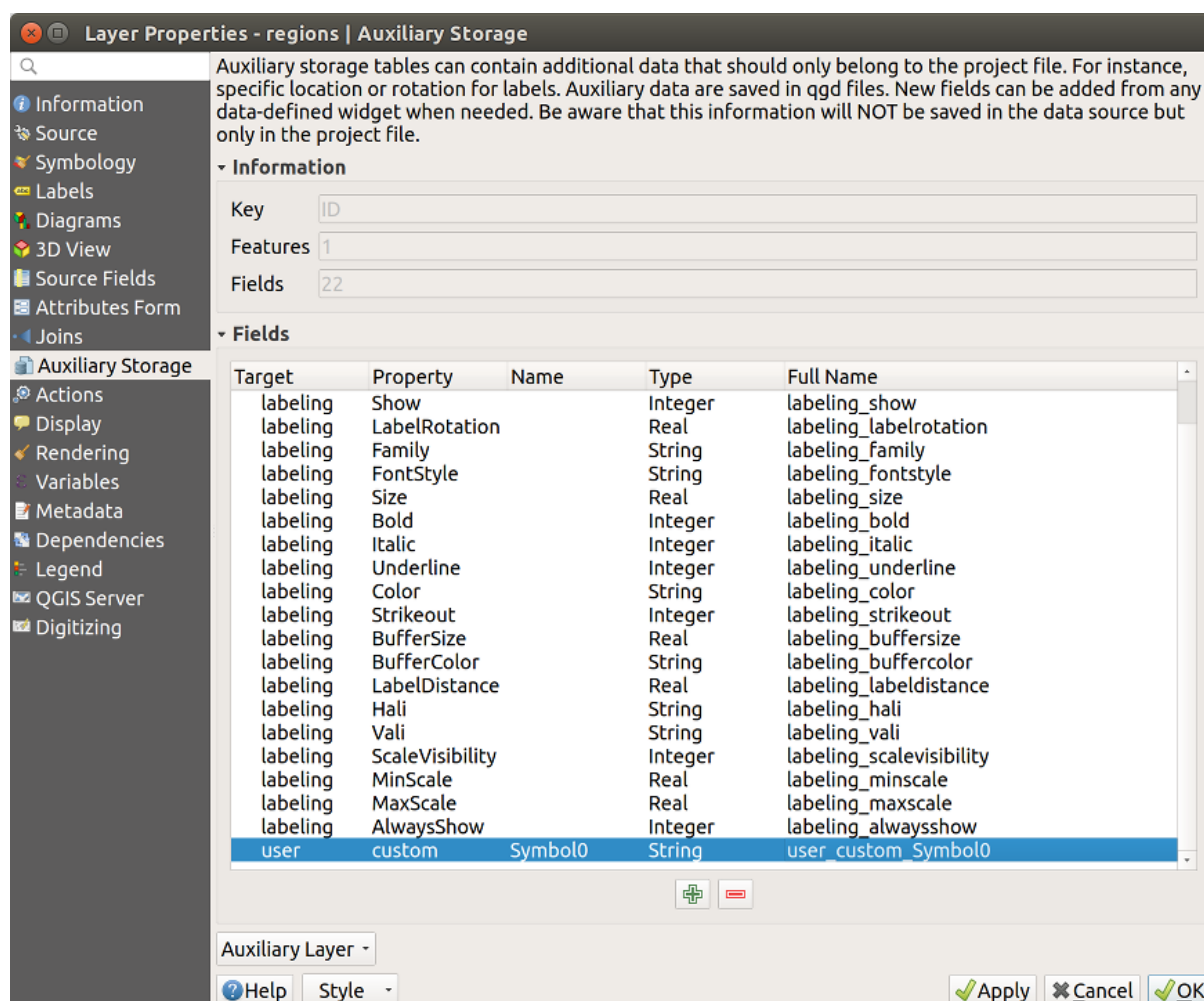 Layer Properties - regions | Auxiliary Storage
Information
Source
Symbology
Labels
Diagrams
3D View
Source Fields
Attributes Form
Joins
Auxiliary Storage
Actions
Display
Rendering
Variables
Metadata
Dependencies
Legend
QGIS Server
Digitizing
Auxiliary storage tables can contain additional data that should only belong to the project file. For instance,
specific location or rotation for labels. Auxiliary data are saved in qgd files. New fields can be added from any
data-defined widget when needed. Be aware that this information will NOT be saved in the data source but
only in the project file.
Information
Key ID
Features 1
Fields 22
Fields
Target Property Name Type Full Name
labeling Show Integer labeling_show
labeling LabelRotation Real labeling_labelrotation
labeling Family String labeling_family
labeling FontStyle String labeling_fontstyle
labeling Size Real labeling_size
labeling Bold Integer labeling_bold
labeling Italic Integer labeling_italic
labeling Underline Integer labeling_underline
labeling Color String labeling_color
labeling Strikeout Integer labeling_strikeout
labeling BufferSize Real labeling_buffersize
labeling BufferColor String labeling_buffercolor
labeling LabelDistance Real labeling_labeldistance
labeling Hali String labeling_hali
labeling Vali String labeling_vali
labeling ScaleVisibility Integer labeling_scalevisibility
labeling MinScale Real labeling_minscale
labeling MaxScale Real labeling_maxscale
labeling AlwaysShow Integer labeling_alwaysshow
user custom Symbol0 String user_custom_Symbol0
Auxiliary Layer
Help Style Apply Cancel OK